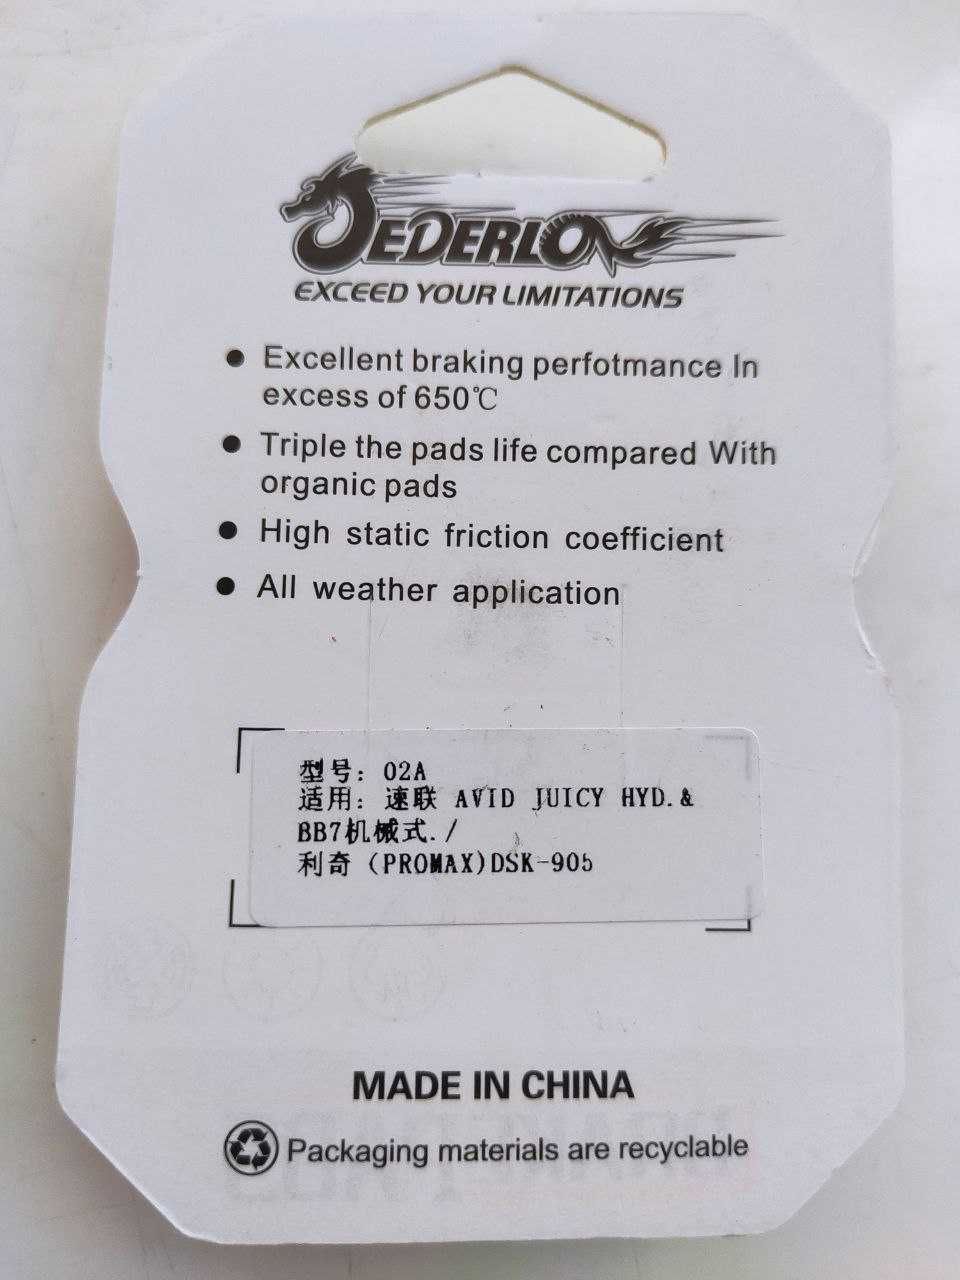 JEDERLO
EXCEED YOUR LIMITATIONS
● Excellent braking perfotmance In
excess of 650℃
● Triple the pads life compared With
organic pads
● High static friction coefficient
● All weather application
型号: 02A
适用: 速联 AVID JUICY HYD.&
BB7机械式./
利奇(PROMAX)DSK-905
MADE IN CHINA
Packaging materials are recyclable